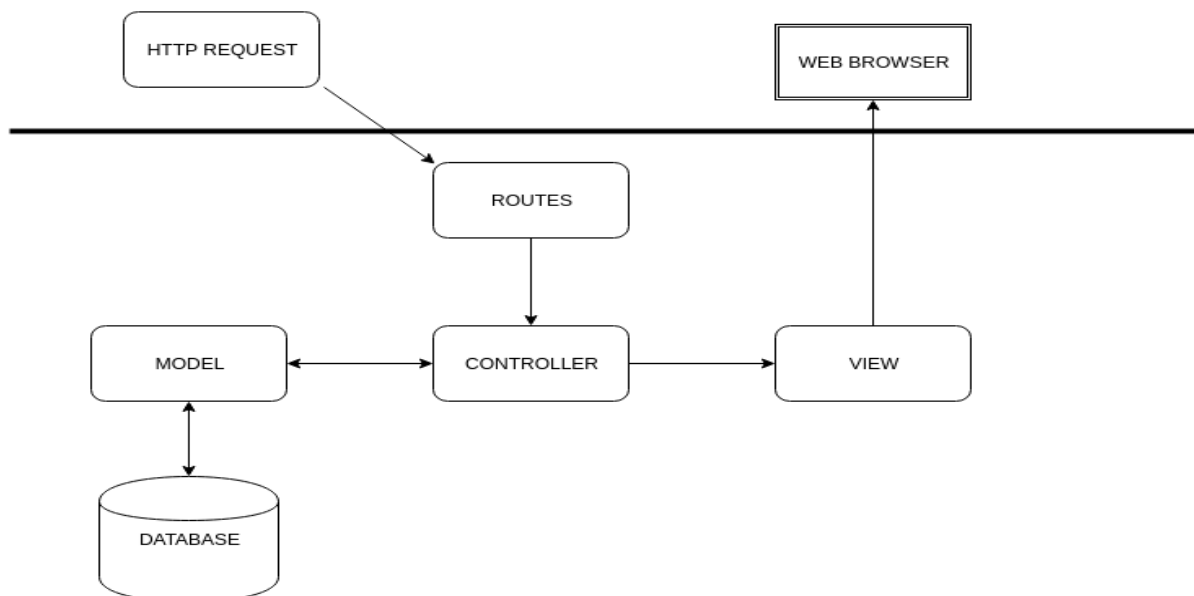 HTTP REQUEST
WEB BROWSER
ROUTES
MODEL
CONTROLLER
VIEW
DATABASE